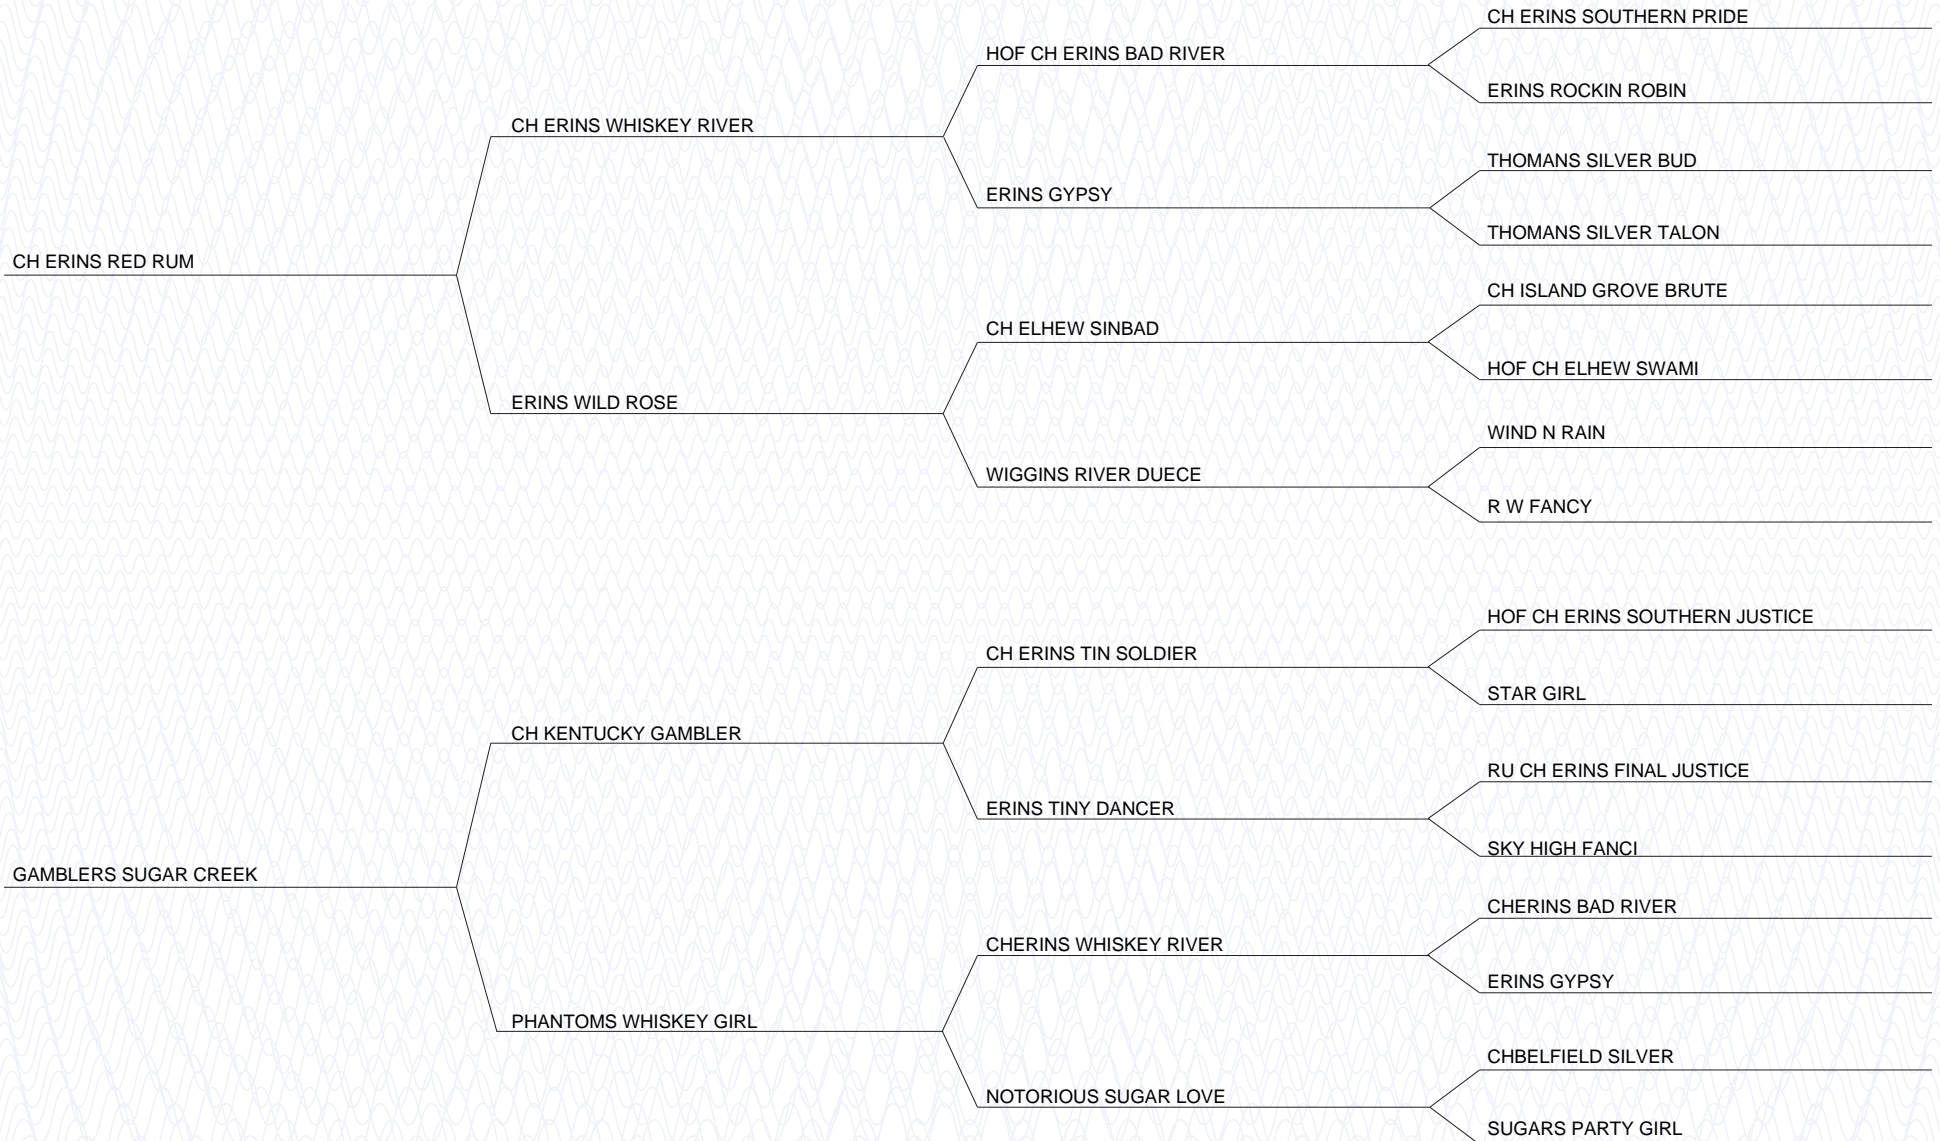 CH ERINS SOUTHERN PRIDE
HOF CH ERINS BAD RIVER
ERINS ROCKIN ROBIN
CH ERINS WHISKEY RIVER
THOMANS SILVER BUD
ERINS GYPSY
THOMANS SILVER TALON
CH ERINS RED RUM
CH ISLAND GROVE BRUTE
CH ELHEW SINBAD
HOF CH ELHEW SWAMI
ERINS WILD ROSE
WIND N RAIN
WIGGINS RIVER DUECE
R W FANCY
HOF CH ERINS SOUTHERN JUSTICE
CH ERINS TIN SOLDIER
STAR GIRL
CH KENTUCKY GAMBLER
RU CH ERINS FINAL JUSTICE
ERINS TINY DANCER
SKY HIGH FANCI
GAMBLERS SUGAR CREEK
CHERINS BAD RIVER
CHERINS WHISKEY RIVER
ERINS GYPSY
PHANTOMS WHISKEY GIRL
CHBELFIELD SILVER
NOTORIOUS SUGAR LOVE
SUGARS PARTY GIRL